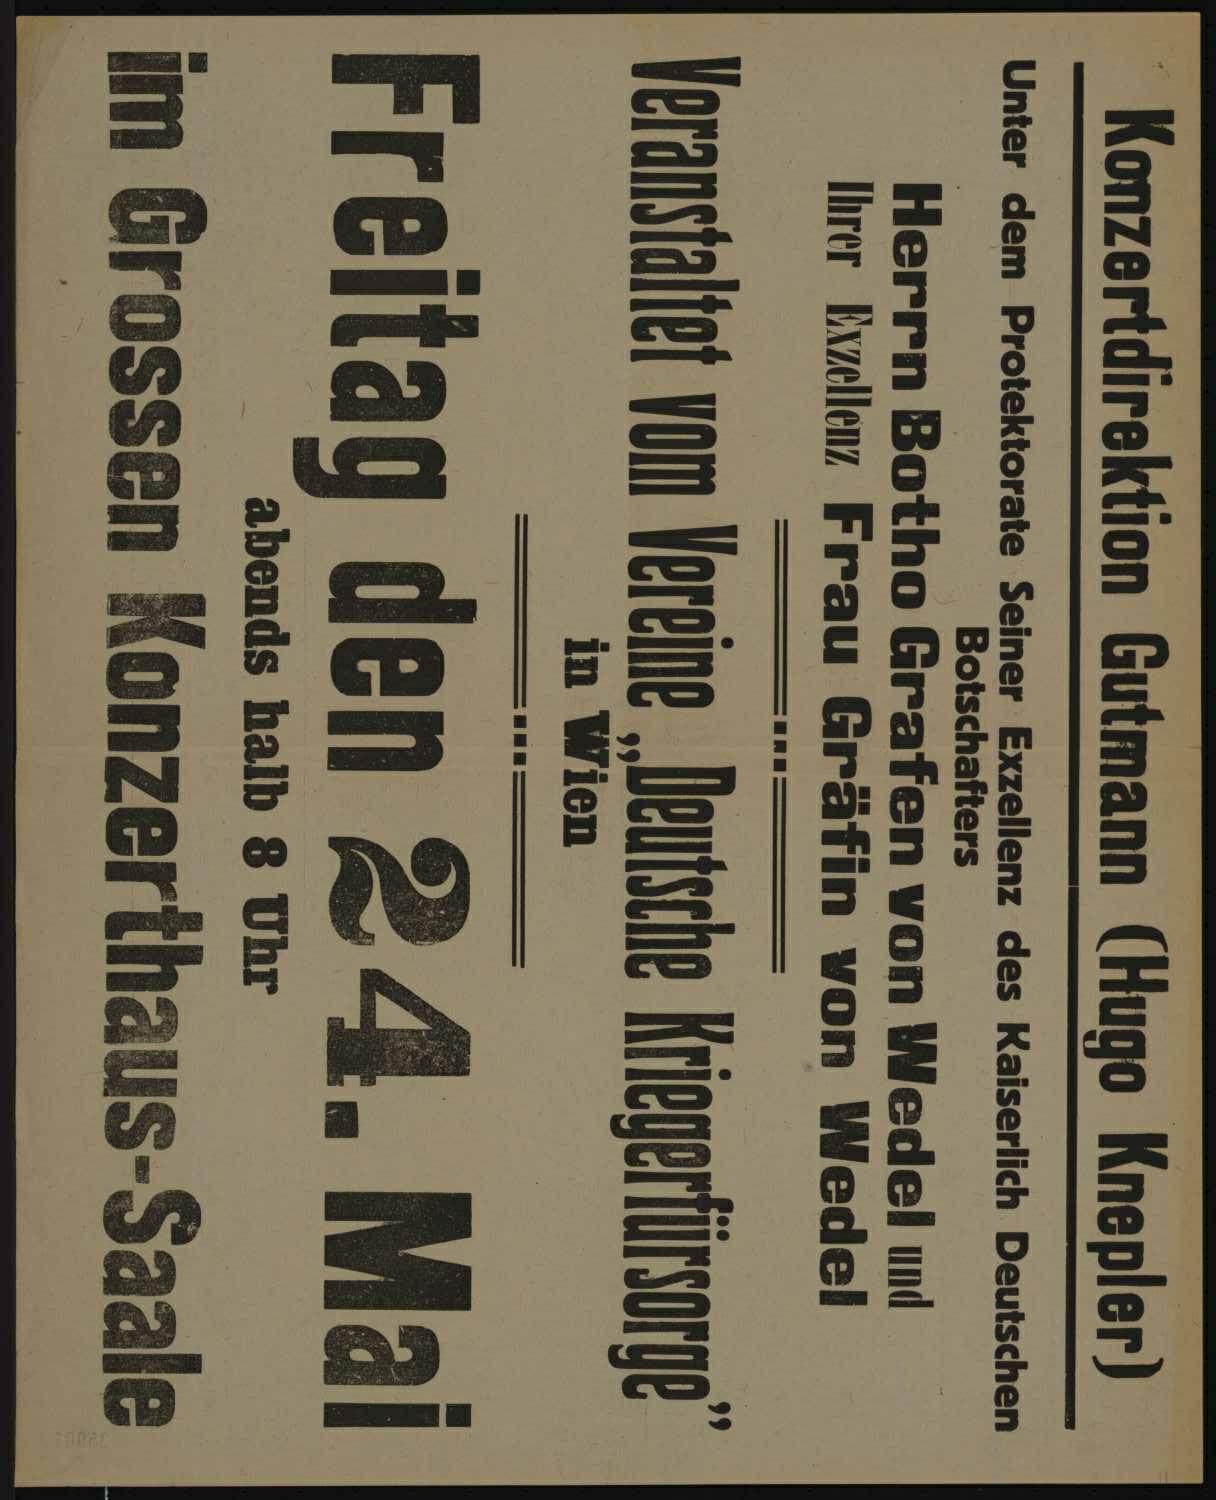 Konzertdirektion Gutmann (Hugo Knepler)
Unter dem Protektorate Seiner Exzellenz des Kaiserlich Deutschen
Botschafters
Herrn Botho Grafen von Wedel und
Ihrer Exzellenz Frau Gräfin von Wedel
Veranstaltet vom Vereine „Deutsche Kriegerfürsorge”
in Wien
Freitag den 24. Mai
abends halb 8 Uhr
im Grossen Konzerthaus-Saale